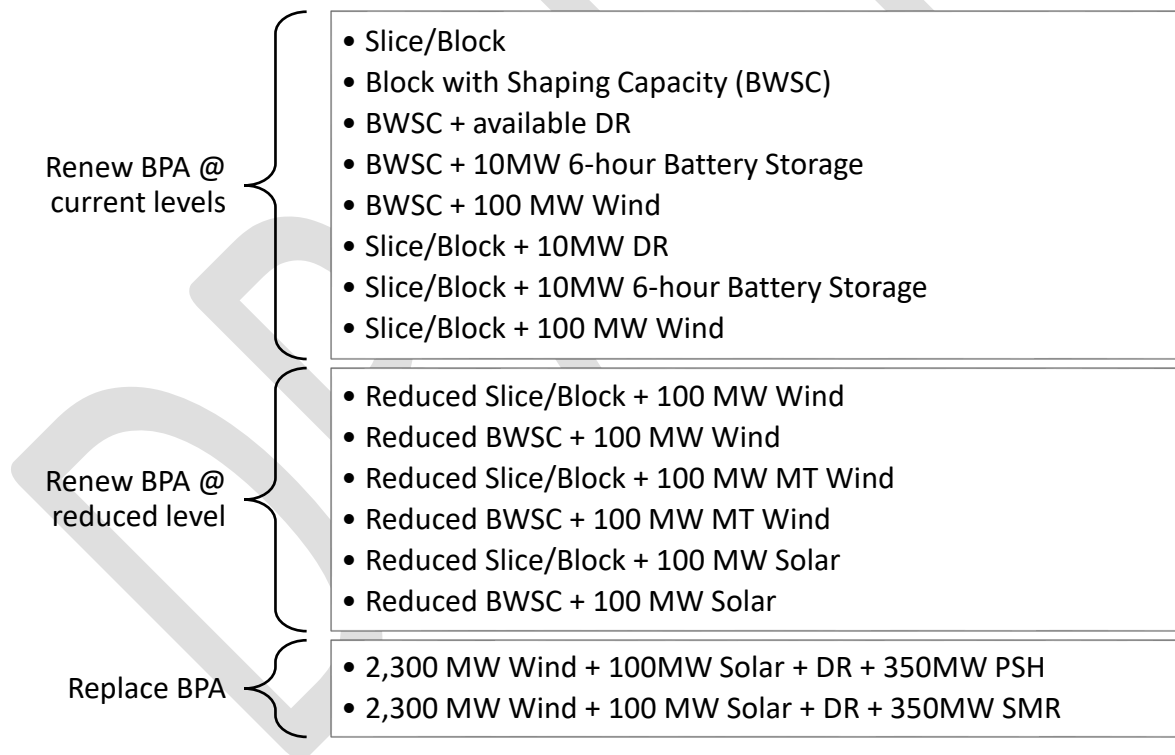 Renew BPA @
current levels
• Slice/Block
• Block with Shaping Capacity (BWSC)
• BWSC + available DR
• BWSC + 10MW 6-hour Battery Storage
• BWSC + 100 MW Wind
• Slice/Block + 10MW DR
• Slice/Block + 10MW 6-hour Battery Storage
• Slice/Block + 100 MW Wind
Renew BPA @
reduced level
• Reduced Slice/Block + 100 MW Wind
• Reduced BWSC + 100 MW Wind
• Reduced Slice/Block + 100 MW MT Wind
• Reduced BWSC + 100 MW MT Wind
• Reduced Slice/Block + 100 MW Solar
• Reduced BWSC + 100 MW Solar
Replace BPA
• 2,300 MW Wind + 100MW Solar + DR + 350MW PSH
• 2,300 MW Wind + 100 MW Solar + DR + 350MW SMR